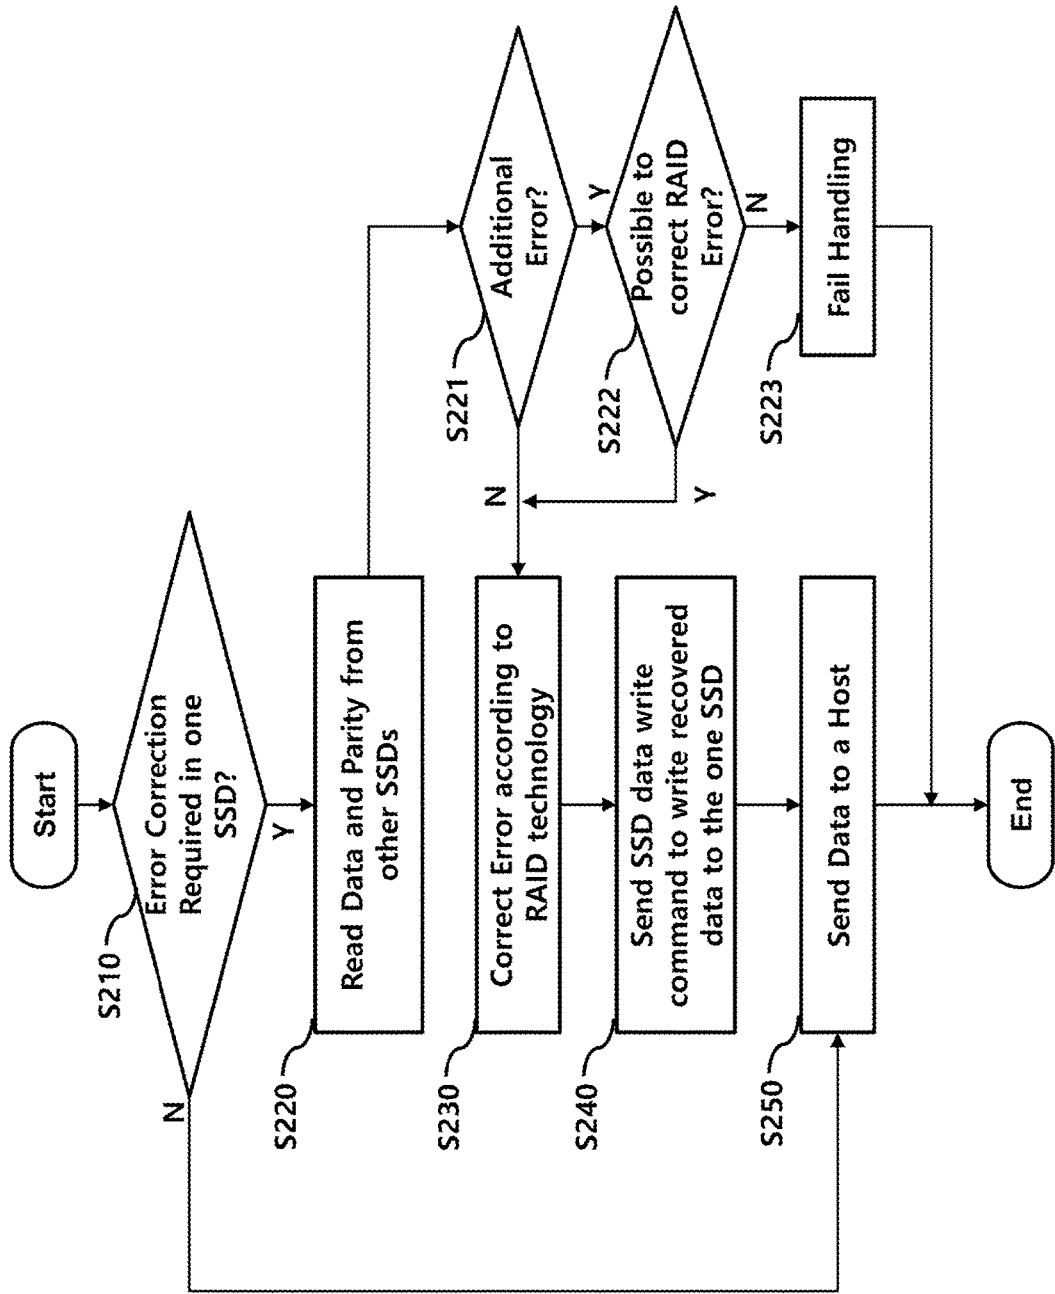 Start
S210
Error Correction
Required in one
SSD?
N
Y
S220
Read Data and Parity from
other SSDs
S221
Additional
Error?
N
Y
S222
Possible to
correct RAID
Error?
Y
N
S223
Fail Handling
S230
Correct Error according to
RAID technology
S240
Send SSD data write
command to write recovered
data to the one SSD
S250
Send Data to a Host
End